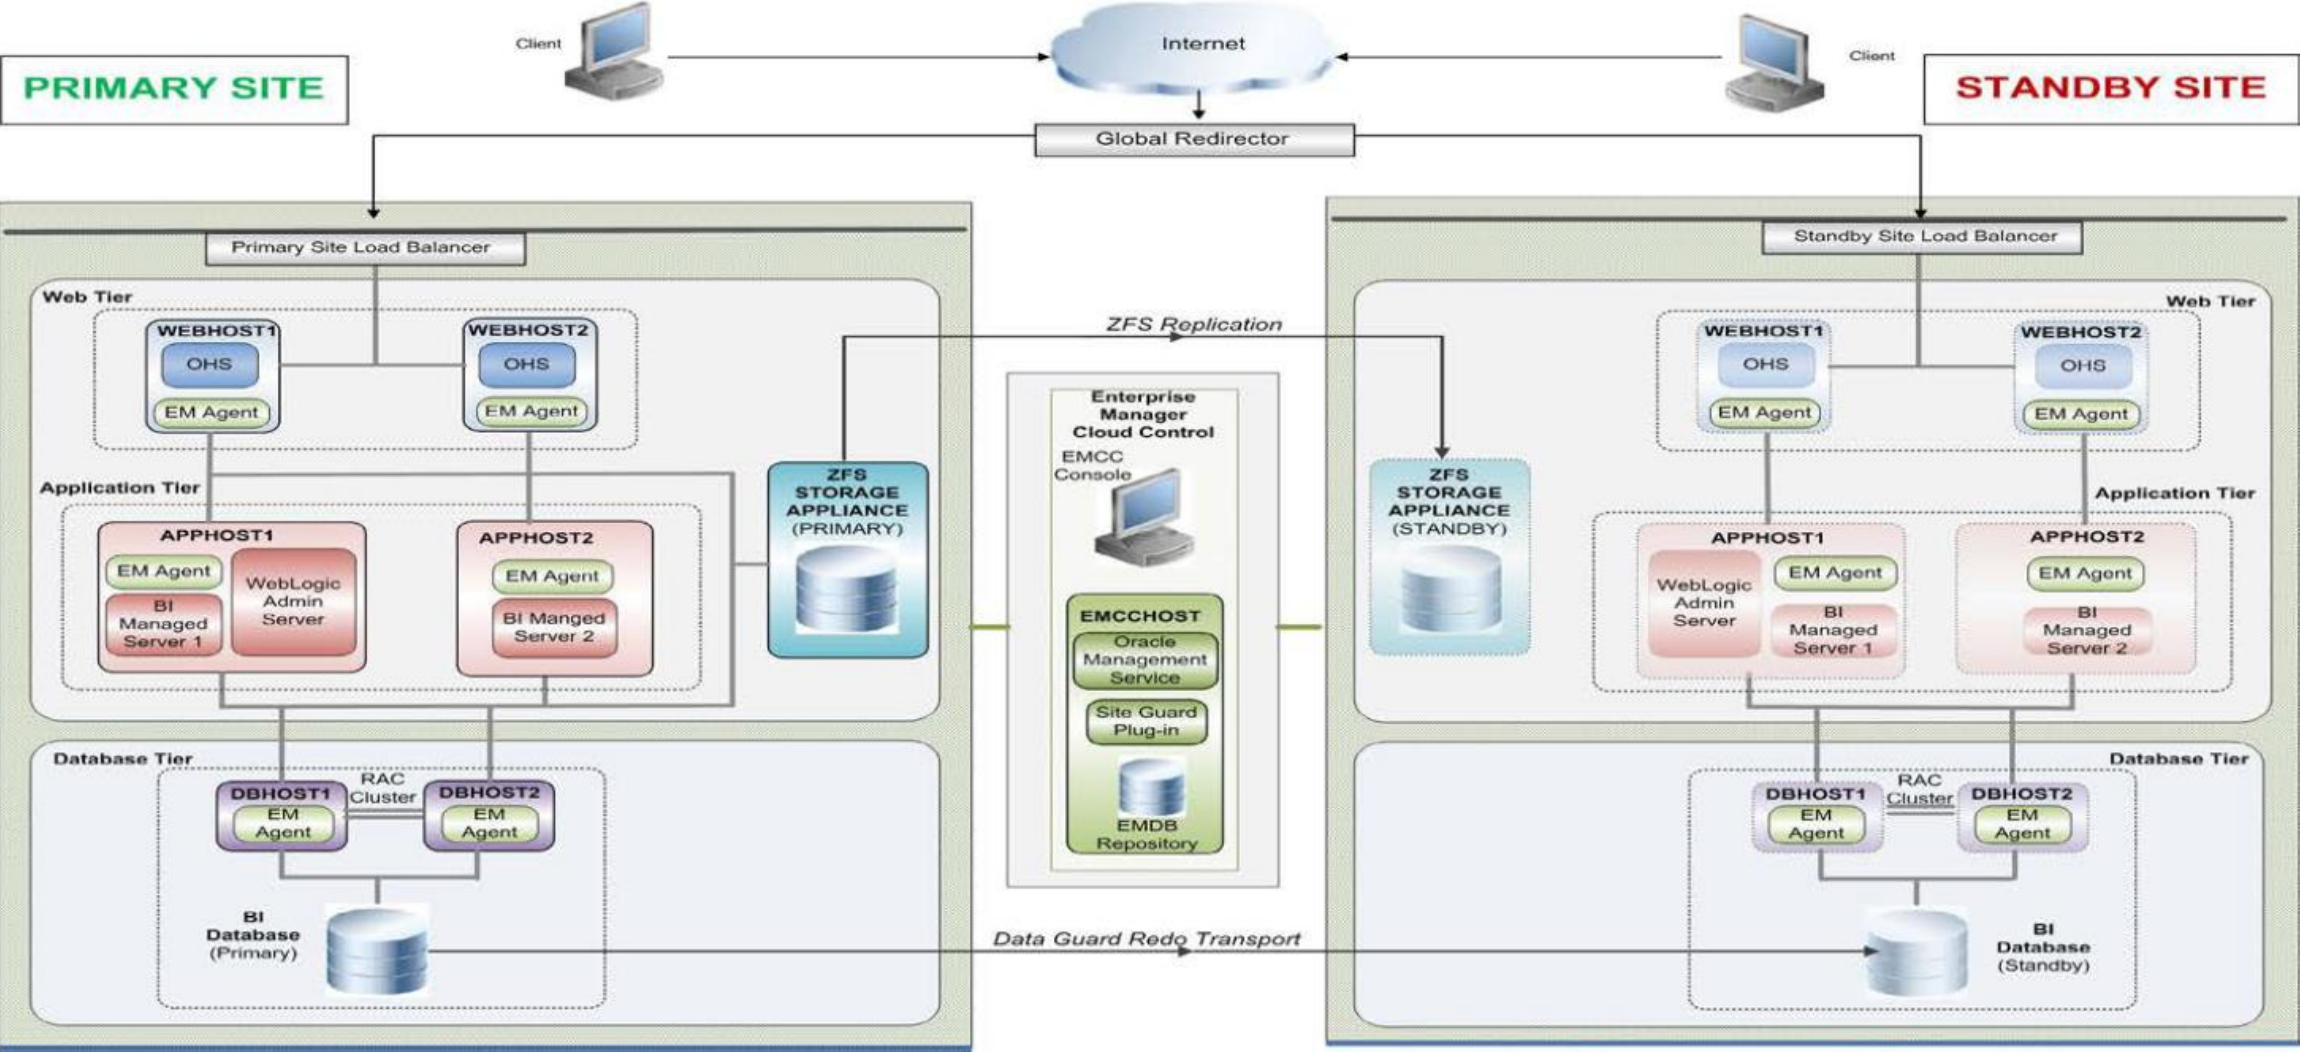 Client
Internet
Client
PRIMARY SITE
STANDBY SITE
Global Redirector
Primary Site Load Balancer
Web Tier
WEBHOST1
OHS
EM Agent
WEBHOST2
OHS
EM Agent
Application Tier
APPHOST1
EM Agent
BI
Managed
Server 1
WebLogic
Admin
Server
APPHOST2
EM Agent
BI Manged
Server 2
ZFS
STORAGE
APPLIANCE
(PRIMARY)
Database Tier
DBHOST1
EM
Agent
RAC
Cluster
DBHOST2
EM
Agent
BI
Database
(Primary)
ZFS Replication
Enterprise
Manager
Cloud Control
EMCC
Console
EMCCHOST
Oracle
Management
Service
Site Guard
Plug-in
EMDB
Repository
Data Guard Redo Transport
Standby Site Load Balancer
Web Tier
WEBHOST1
OHS
EM Agent
WEBHOST2
OHS
EM Agent
ZFS
STORAGE
APPLIANCE
(STANDBY)
Application Tier
APPHOST1
WebLogic
Admin
Server
EM Agent
BI
Managed
Server 1
APPHOST2
EM Agent
BI
Managed
Server 2
Database Tier
DBHOST1
EM
Agent
RAC
Cluster
DBHOST2
EM
Agent
BI
Database
(Standby)